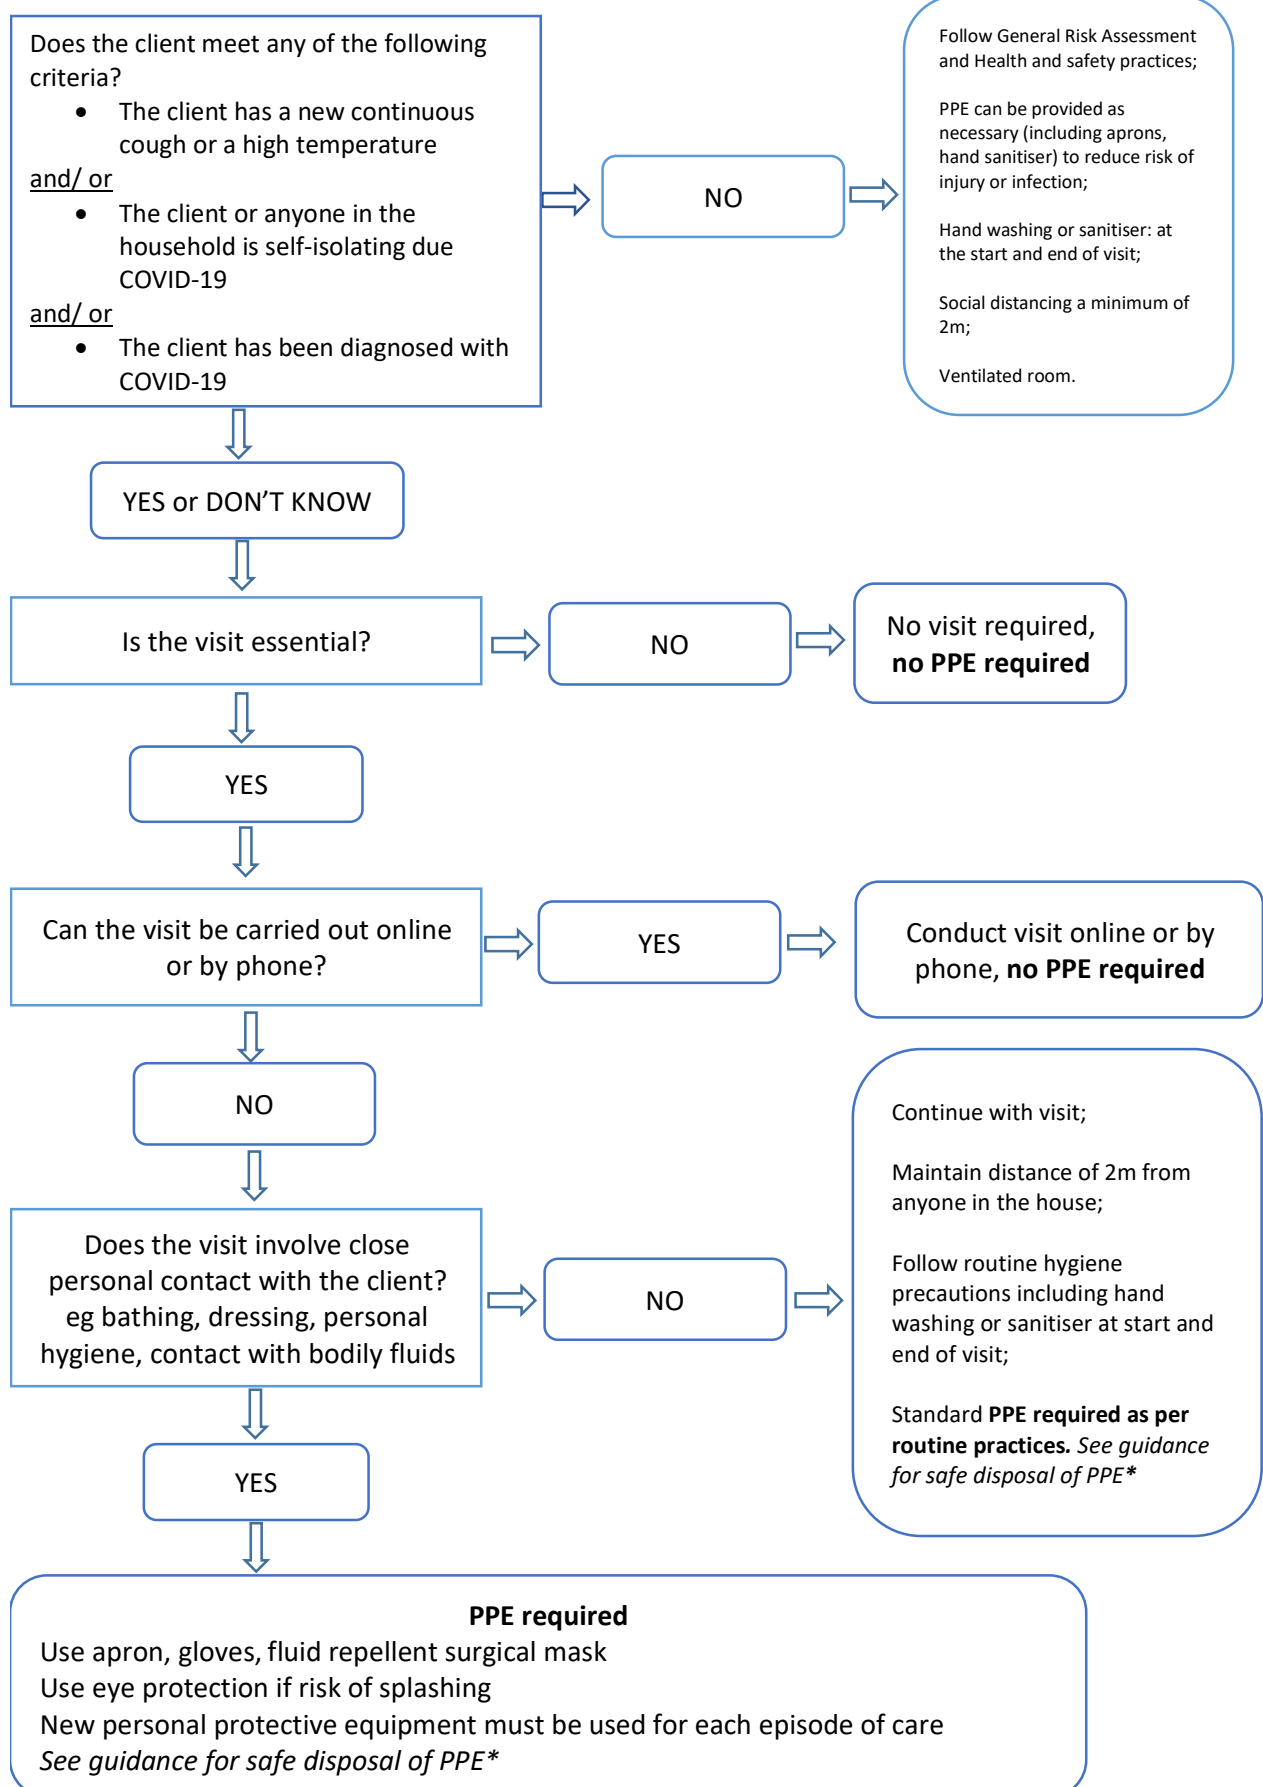 Does the client meet any of the following
criteria?
• The client has a new continuous
cough or a high temperature
and/ or
• The client or anyone in the
household is self-isolating due
COVID-19
and/ or
• The client has been diagnosed with
COVID-19
NO
Follow General Risk Assessment
and Health and safety practices;
PPE can be provided as
necessary (including aprons,
hand sanitiser) to reduce risk of
injury or infection;
Hand washing or sanitiser: at
the start and end of visit;
Social distancing a minimum of
2m;
Ventilated room.
YES or DON’T KNOW
Is the visit essential?
NO
No visit required,
no PPE required
YES
Can the visit be carried out online
or by phone?
YES
Conduct visit online or by
phone, no PPE required
NO
Does the visit involve close
personal contact with the client?
eg bathing, dressing, personal
hygiene, contact with bodily fluids
NO
Continue with visit;
Maintain distance of 2m from
anyone in the house;
Follow routine hygiene
precautions including hand
washing or sanitiser at start and
end of visit;
Standard PPE required as per
routine practices. See guidance
for safe disposal of PPE*
YES
PPE required
Use apron, gloves, fluid repellent surgical mask
Use eye protection if risk of splashing
New personal protective equipment must be used for each episode of care
See guidance for safe disposal of PPE*